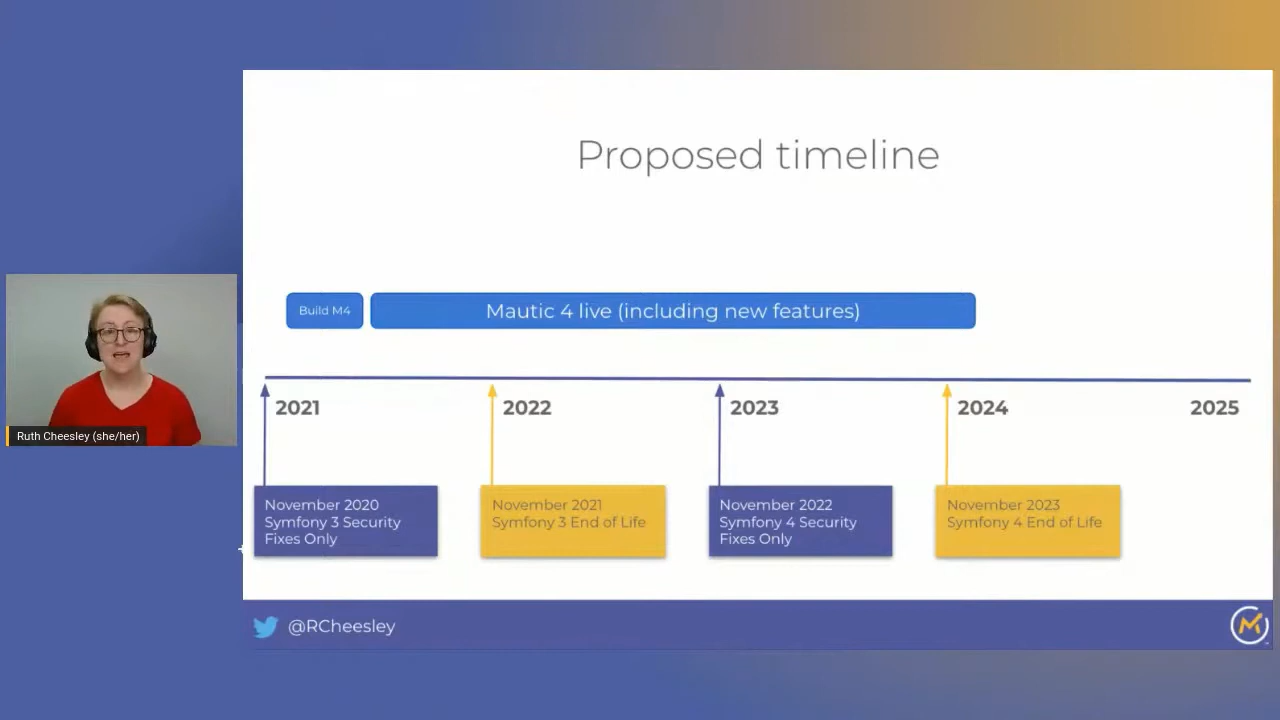 Proposed timeline
Build M4
Mautic 4 live (including new features)
2021
2022
2023
2024
2025
November 2020
Symfony 3 Security
Fixes Only
November 2021
Symfony 3 End of Life
November 2022
Symfony 4 Security
Fixes Only
November 2023
Symfony 4 End of Life
Ruth Cheesley (she/her)
@RCheesley